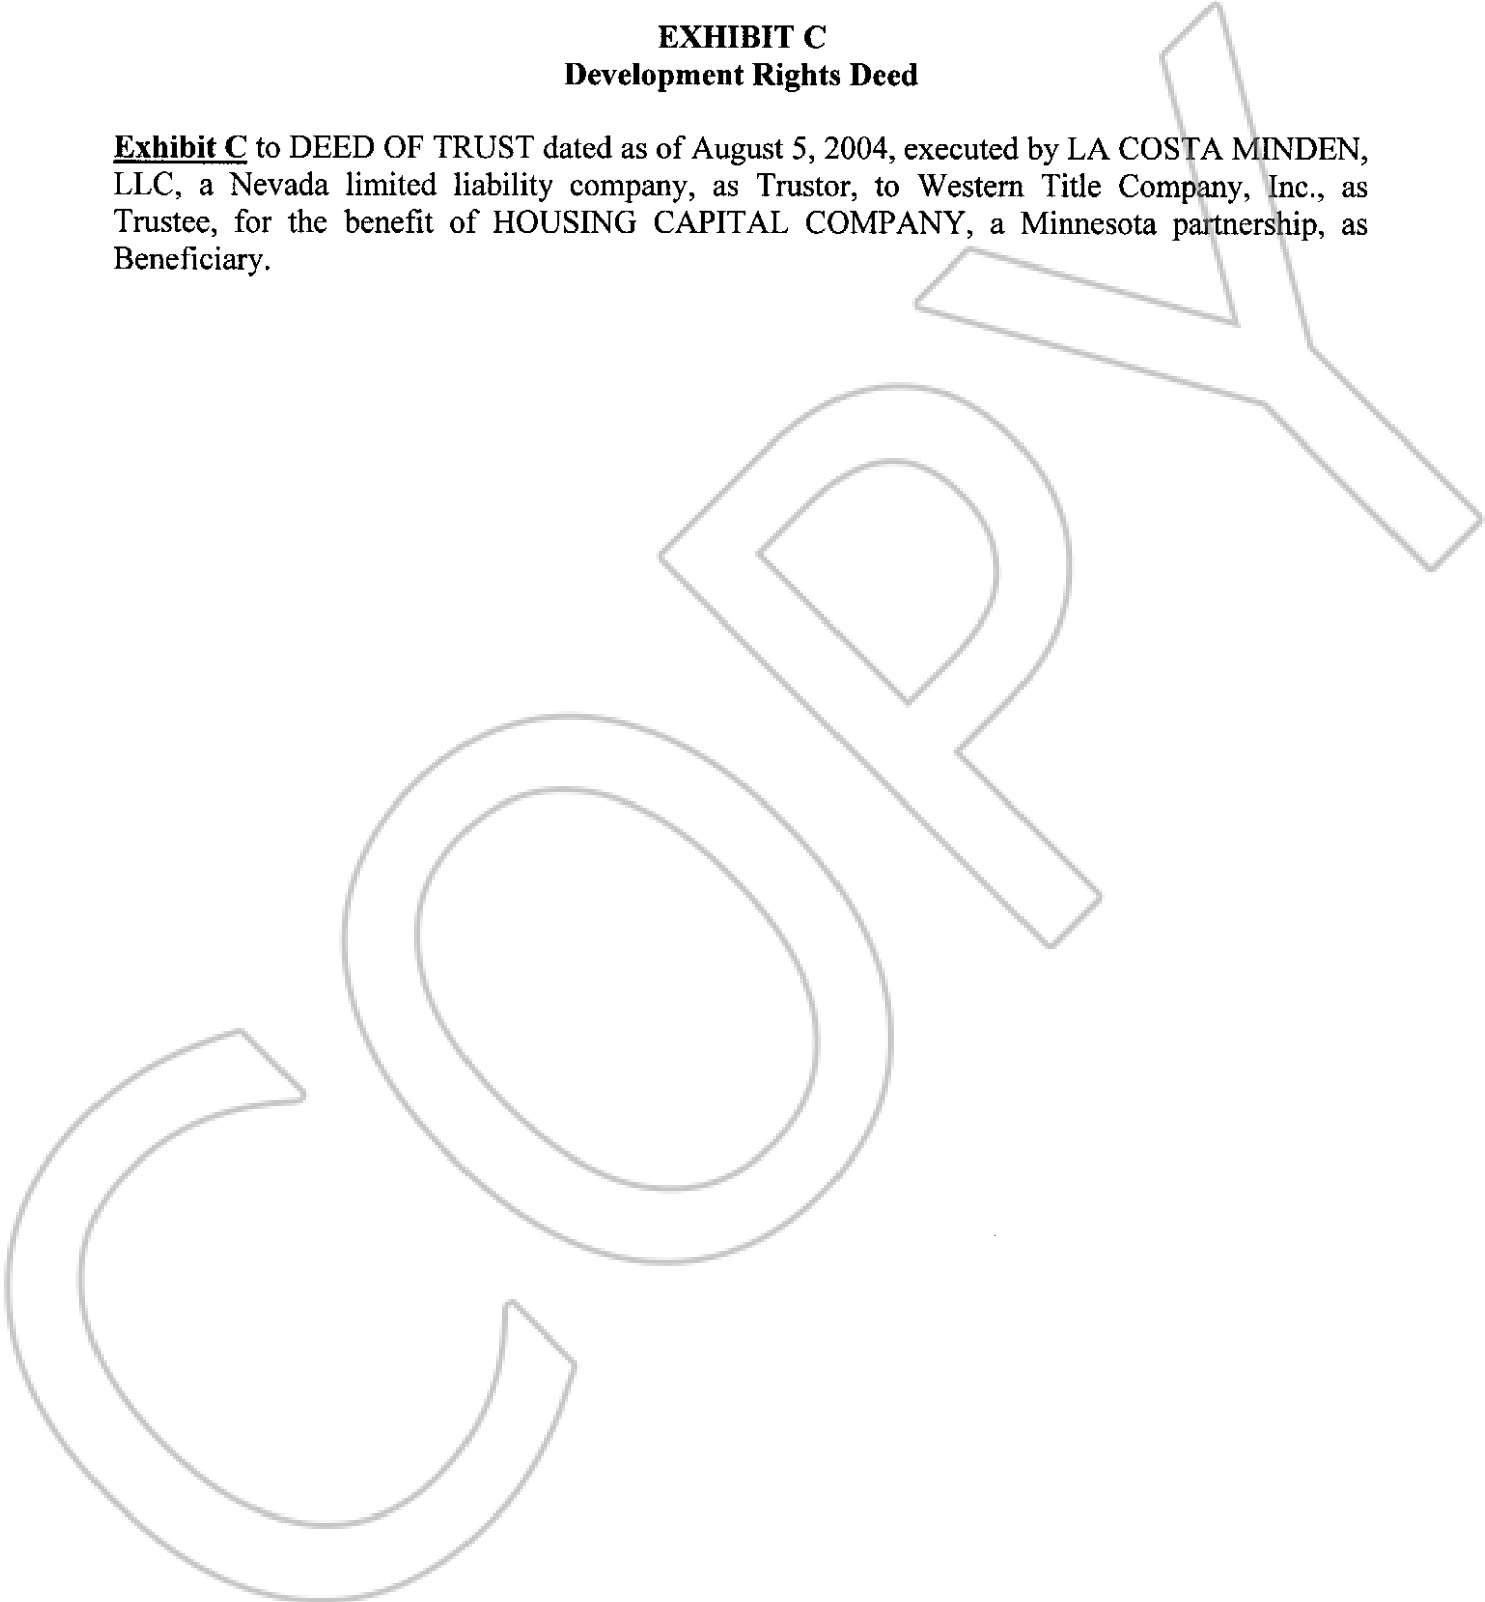 EXHIBIT C
Development Rights Deed
Exhibit C to DEED OF TRUST dated as of August 5, 2004, executed by LA COSTA MINDEN,
LLC, a Nevada limited liability company, as Trustor, to Western Title Company, Inc., as
Trustee, for the benefit of HOUSING CAPITAL COMPANY, a Minnesota partnership, as
Beneficiary.
COPY